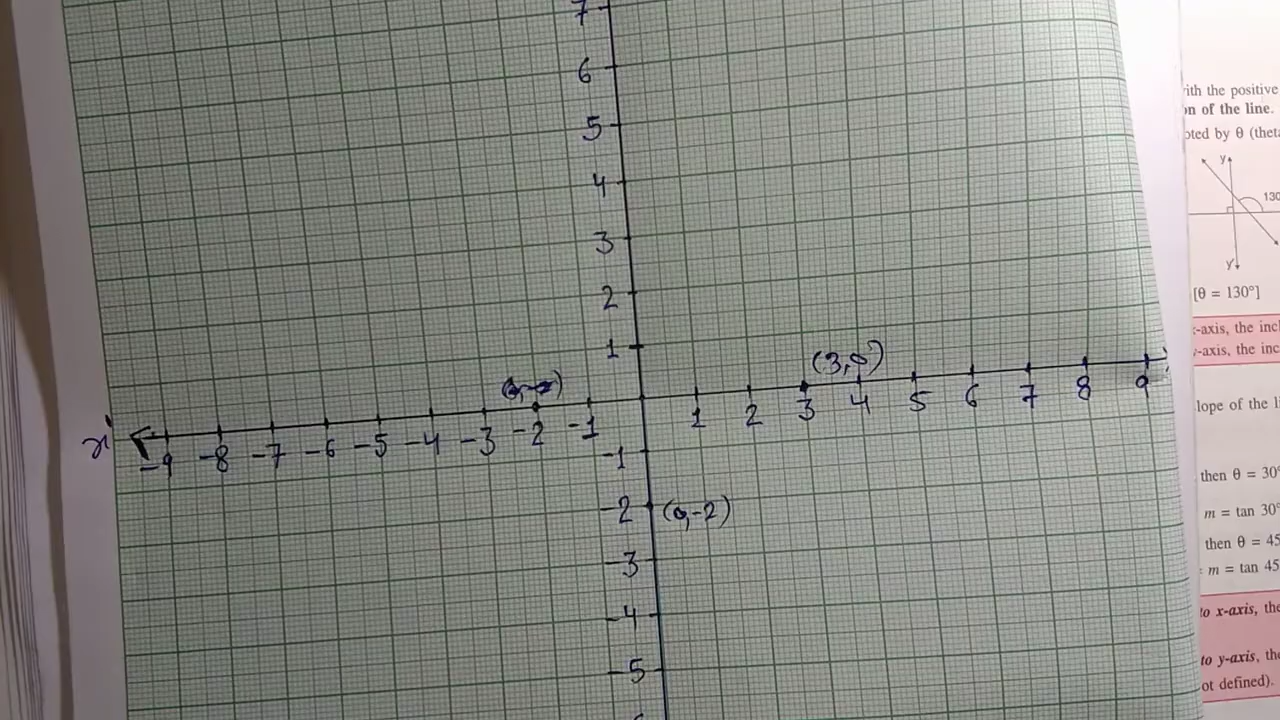 7
6
5
4
3
2
1
(3,0)
x'
-9 -8 -7 -6 -5 -4 -3 -2 -1 1 2 3 4 5 6 7 8 9
-1
-2 (0,-2)
-3
-4
-5
ith the positive
on of the line.
oted by θ (theta
y
130
Y'
[θ = 130°]
x-axis, the incl
y-axis, the inc
lope of the li
then θ = 30°
m = tan 30°
then θ = 45
m = tan 45
to x-axis, the
to y-axis, the
ot defined).